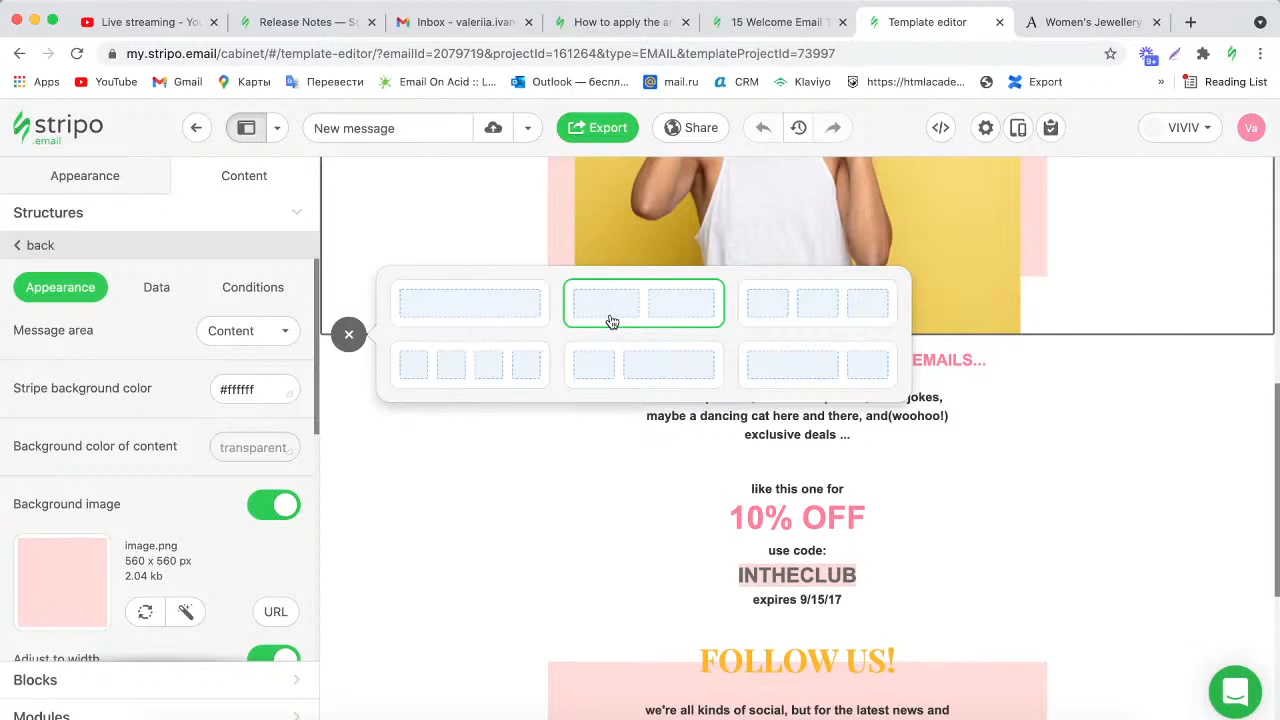 Live streaming - You
Release Notes — St
Inbox - valeriia.ivan
How to apply the a
15 Welcome Email T
Template editor
Women's Jewellery
my.stripo.email/cabinet/#/template-editor/?emailId=2079719&projectId=161264&type=EMAIL&templateProjectId=73997
9+
Apps
YouTube
Gmail
Карты
Перевести
Email On Acid :: L...
Outlook — беспл...
mail.ru
CRM
Klaviyo
https://htmlacade...
Export
»
Reading List
stripo
.email
New message
Export
Share
VIVIV
Va
Appearance
Content
Structures
back
Appearance
Data
Conditions
Message area
Content
Stripe background color
#ffffff
Background color of content
transparent
Background image
image.png
560 x 560 px
2.04 kb
URL
Adjust to width
Blocks
Modules
EMAILS...
jokes,
maybe a dancing cat here and there, and(woohoo!)
exclusive deals ...
like this one for
10% OFF
use code:
INTHECLUB
expires 9/15/17
FOLLOW US!
we're all kinds of social, but for the latest news and